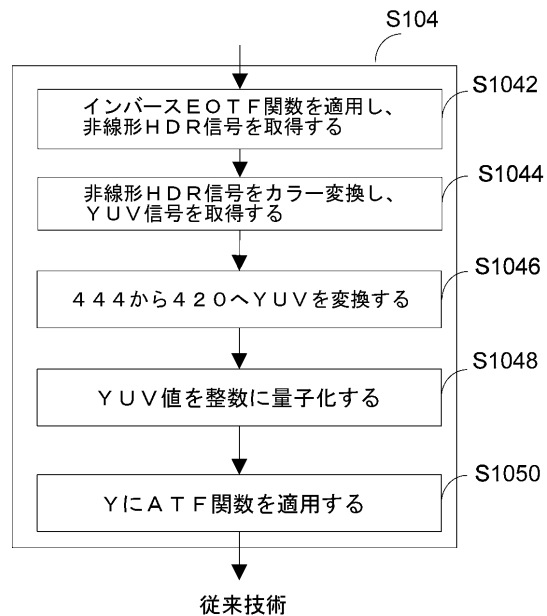 S104
インバースＥＯＴＦ関数を適用し、
非線形ＨＤＲ信号を取得する
S1042
非線形ＨＤＲ信号をカラー変換し、
ＹＵＶ信号を取得する
S1044
４４４から４２０へＹＵＶを変換する
S1046
ＹＵＶ値を整数に量子化する
S1048
ＹにＡＴＦ関数を適用する
S1050
従来技術